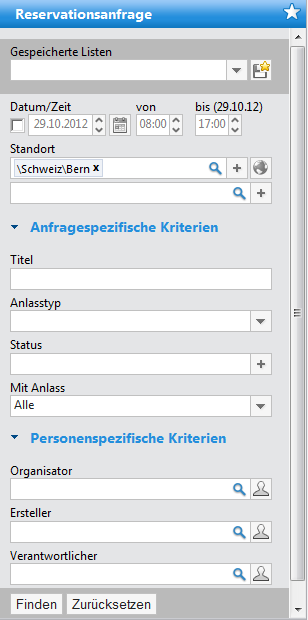 Reservationsanfrage
Gespeicherte Listen
Datum/Zeit von bis (29.10.12)
29.10.2012 08:00 17:00
Standort
\Schweiz\Bern x
Anfragespezifische Kriterien
Titel
Anlasstyp
Status
Mit Anlass
Alle
Personenspezifische Kriterien
Organisator
Ersteller
Verantwortlicher
Finden Zurücksetzen